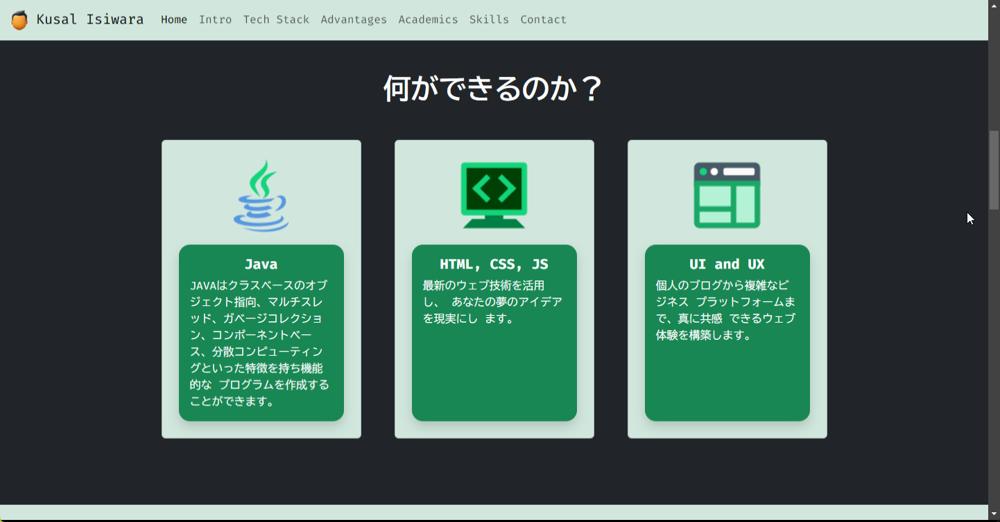 Kusal Isiwara Home Intro Tech Stack Advantages Academics Skills Contact
何ができるのか？
Java
JAVAはクラスベースのオブ
ジェクト指向、マルチスレ
ッド、ガベージコレクショ
ン、コンポーネントベー
ス、分散コンピューティン
グといった特徴を持ち機能
的な プログラムを作成する
ことができます。
HTML, CSS, JS
最新のウェブ技術を活用
し、 あなたの夢のアイデア
を現実にし ます。
UI and UX
個人のブログから複雑なビ
ジネス プラットフォームま
で、真に共感 できるウェブ
体験を構築します。